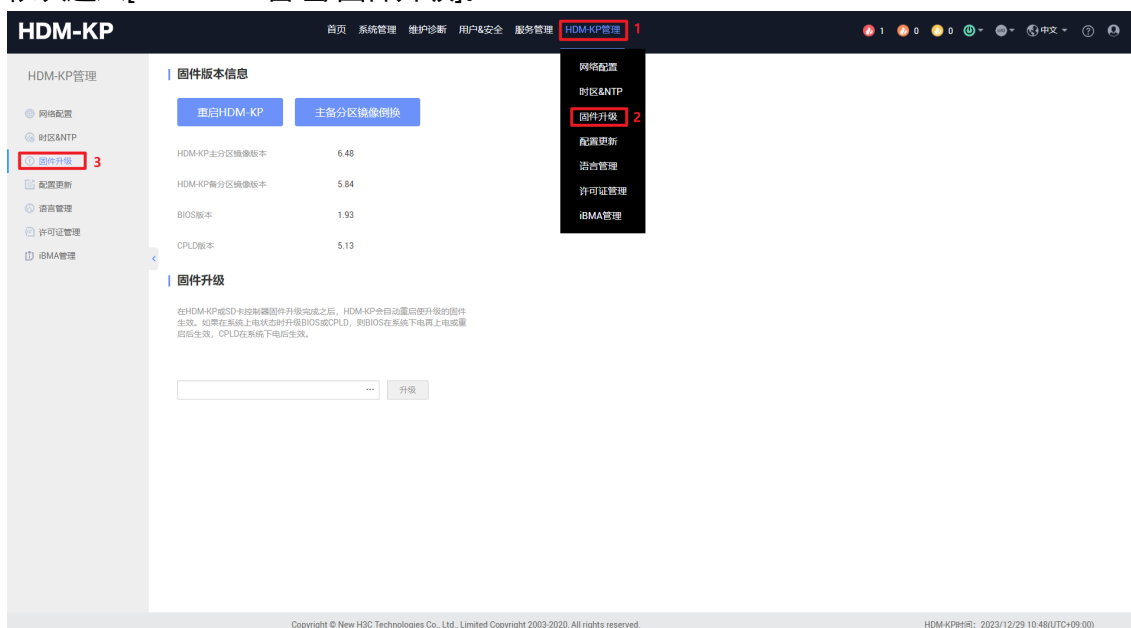 HDM-KP
首页 系统管理 维护诊断 用户&安全 服务管理 HDM-KP管理 1
1 0 0 中文
HDM-KP管理
网络配置
时区&NTP
固件升级 3
配置更新
语言管理
许可证管理
iBMA管理
网络配置
时区&NTP
固件升级 2
配置更新
语言管理
许可证管理
iBMA管理
固件版本信息
重启HDM-KP 主备分区镜像倒换
HDM-KP主分区镜像版本 6.48
HDM-KP备分区镜像版本 5.84
BIOS版本 1.93
CPLD版本 5.13
固件升级
在HDM-KP或SD卡控制器固件升级完成之后，HDM-KP会自动重启使升级的固件
生效。如果在系统上电状态时升级BIOS或CPLD，则BIOS在系统下电再上电或重
启后生效，CPLD在系统下电后生效。
... 升级
Copyright © New H3C Technologies Co., Ltd., Limited Copyright 2003-2020. All rights reserved.
HDM-KP时间：2023/12/29 10:48(UTC+09:00)